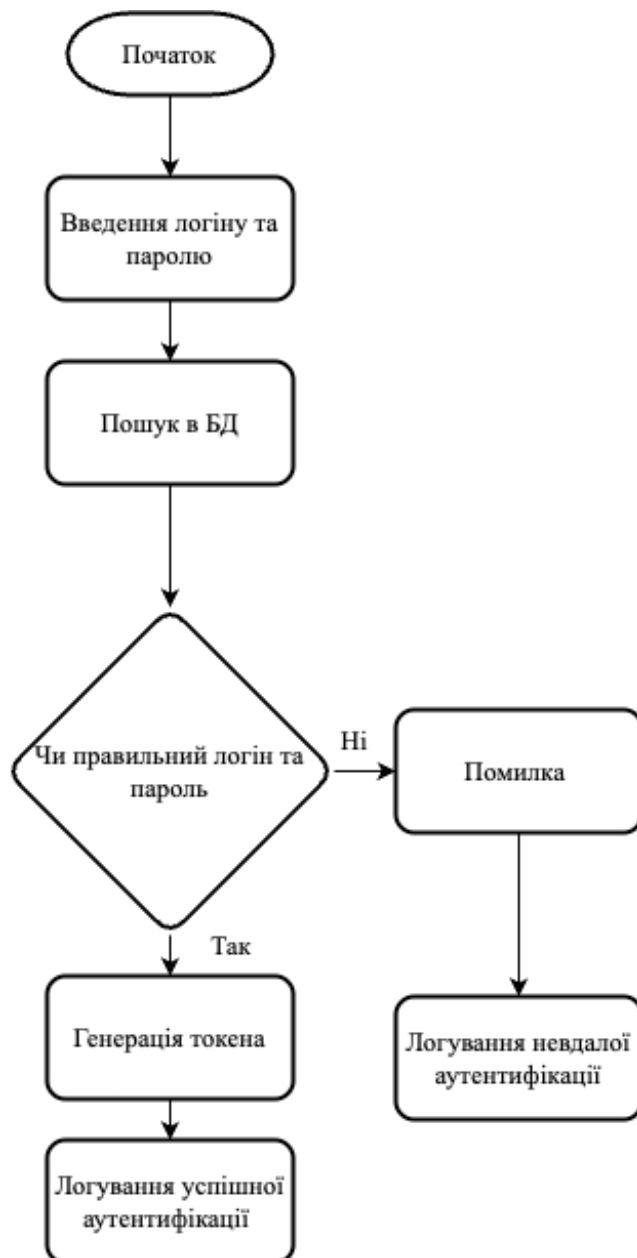 Початок
Введення логіну та
паролю
Пошук в БД
Чи правильний логін та
пароль
Ні
Помилка
Так
Генерація токена
Логування невдалої
аутентифікації
Логування успішної
аутентифікації